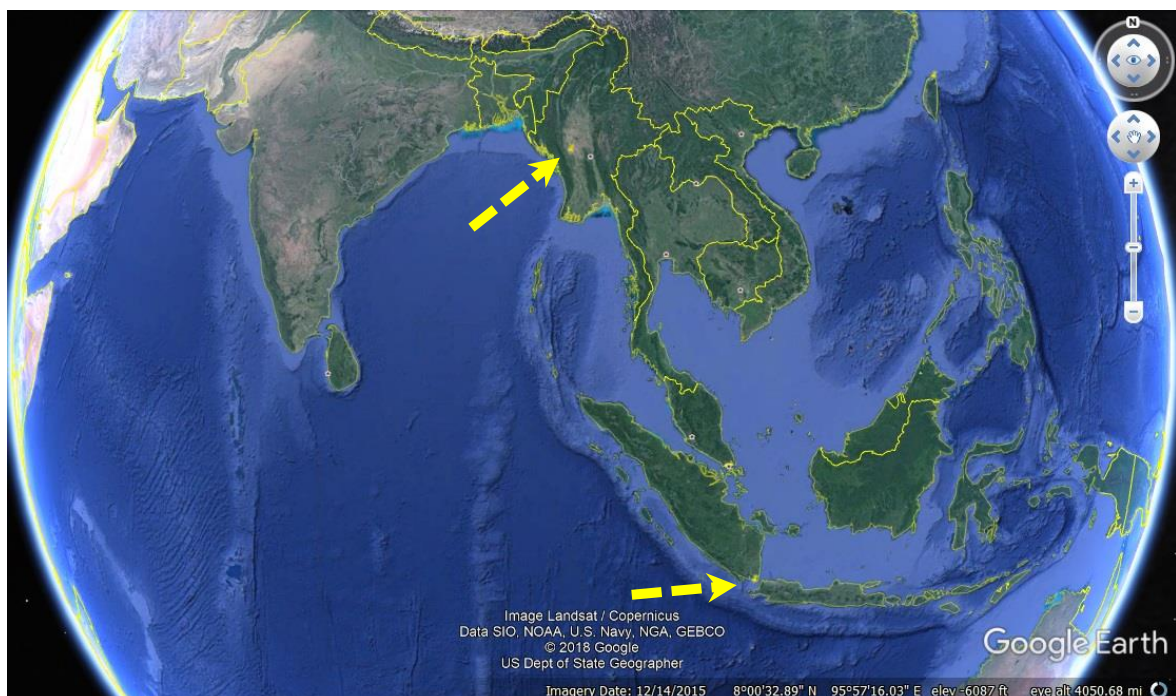 N
Image Landsat / Copernicus
Data SIO, NOAA, U.S. Navy, NGA, GEBCO
© 2018 Google
US Dept of State Geographer
Google Earth
Imagery Date: 12/14/2015 8°00'32.89" N 95°57'16.03" E elev -6087 ft eye alt 4050.68 mi